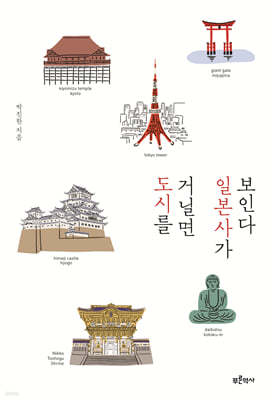 kiyomizu temple
kyoto
giant gate
miyajima
박진한 지음
tokyo tower
도시를
거닐면
일본사가
보인다
himeji castle
hyogo
daibutsu
kotoku-in
Nikko
Toshogu
Shrine
푸른역사